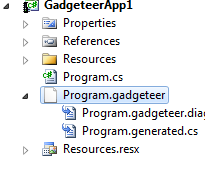 GadgeteerApp1
Properties
References
Resources
Program.cs
Program.gadgeteer
Program.gadgeteer.diag
Program.generated.cs
Resources.resx